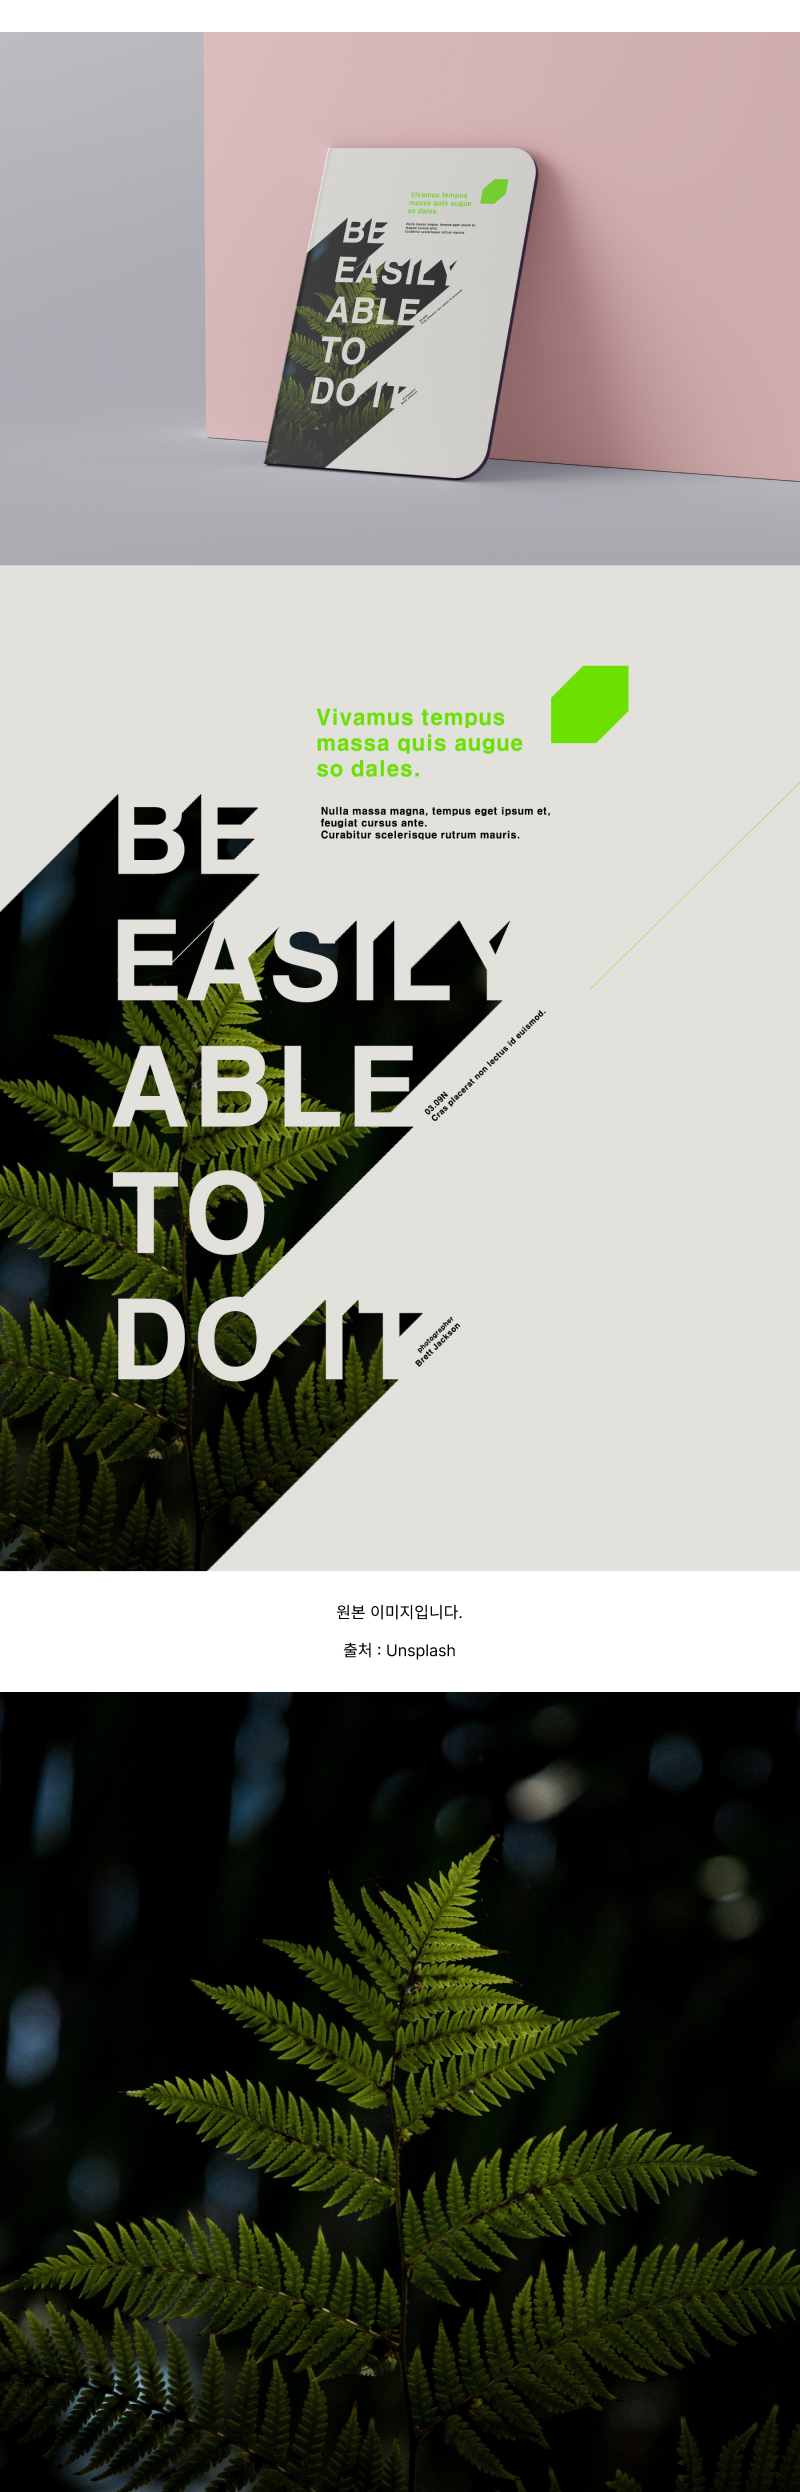 Vivamus tempus
massa quis augue
so dales.
Nulla massa magna, tempus eget ipsum et,
feugiat cursus ante.
Curabitur scelerisque rutrum mauris.
BE
EASILY
ABLE
TO
DO IT
Vivamus tempus
massa quis augue
so dales.
Nulla massa magna, tempus eget ipsum et,
feugiat cursus ante.
Curabitur scelerisque rutrum mauris.
BE
EASILY
ABLE
03.09N
Cras placerat non lectus id euismod.
TO
DO IT
photographer
Brett Jackson
원본 이미지입니다.
출처 : Unsplash